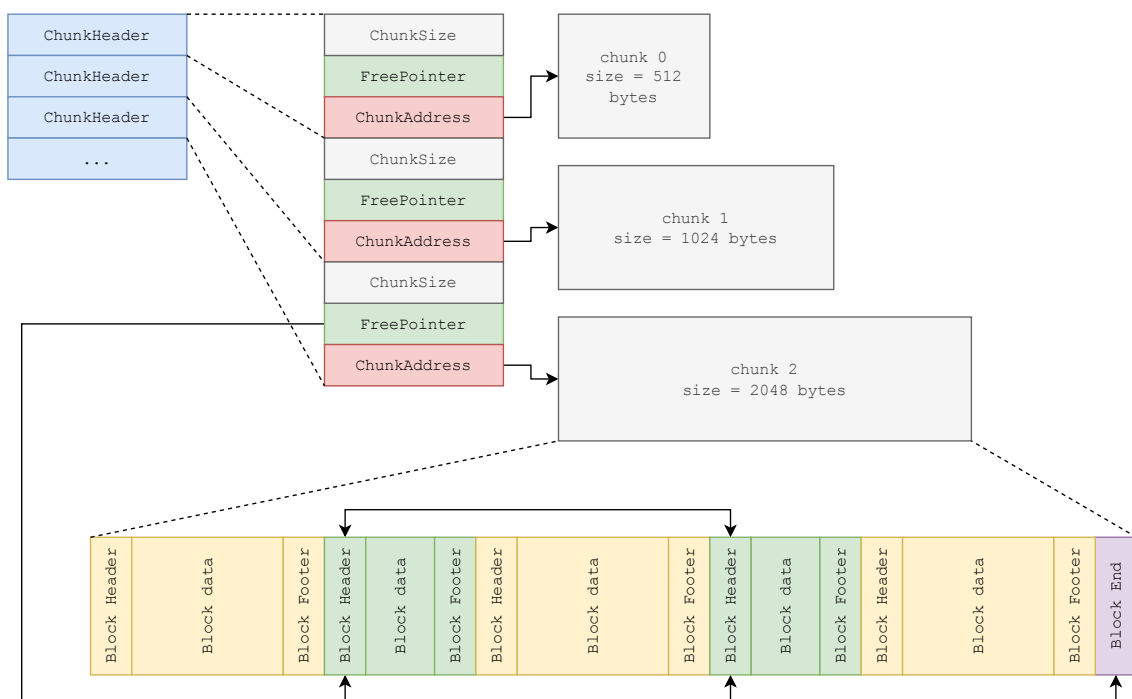 ChunkHeader
ChunkHeader
ChunkHeader
...
ChunkSize
FreePointer
ChunkAddress
ChunkSize
FreePointer
ChunkAddress
ChunkSize
FreePointer
ChunkAddress
chunk 0
size = 512
bytes
chunk 1
size = 1024 bytes
chunk 2
size = 2048 bytes
Block Header
Block data
Block Footer
Block Header
Block data
Block Footer
Block Header
Block data
Block Footer
Block Header
Block data
Block Footer
Block Header
Block data
Block Footer
Block End